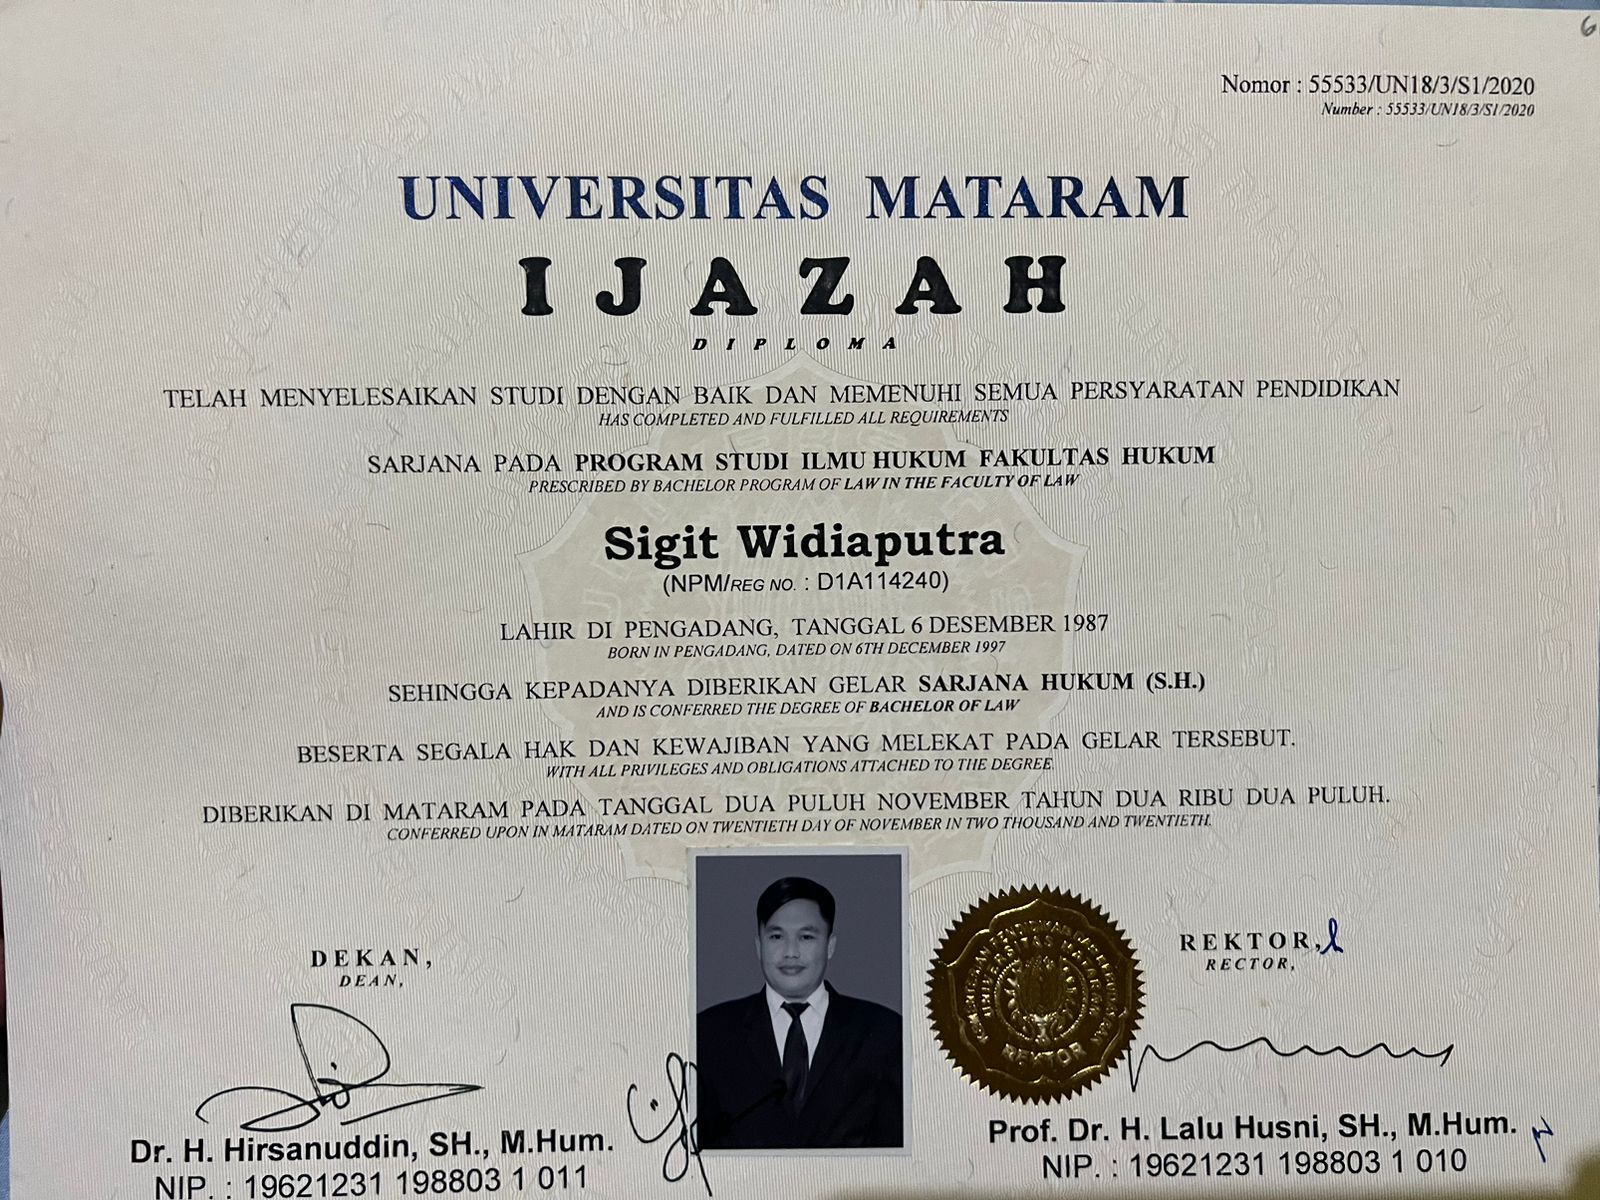 Nomor : 55533/UN18/3/S1/2020
Number : 55533/UN18/3/S1/2020
UNIVERSITAS MATARAM
IJAZAH
DIPLOMA
TELAH MENYELESAIKAN STUDI DENGAN BAIK DAN MEMENUHI SEMUA PERSYARATAN PENDIDIKAN
HAS COMPLETED AND FULFILLED ALL REQUIREMENTS
SARJANA PADA PROGRAM STUDI ILMU HUKUM FAKULTAS HUKUM
PRESCRIBED BY BACHELOR PROGRAM OF LAW IN THE FACULTY OF LAW
Sigit Widiaputra
(NPM/REG NO. : D1A114240)
LAHIR DI PENGADANG, TANGGAL 6 DESEMBER 1987
BORN IN PENGADANG, DATED ON 6TH DECEMBER 1997
SEHINGGA KEPADANYA DIBERIKAN GELAR SARJANA HUKUM (S.H.)
AND IS CONFERRED THE DEGREE OF BACHELOR OF LAW
BESERTA SEGALA HAK DAN KEWAJIBAN YANG MELEKAT PADA GELAR TERSEBUT.
WITH ALL PRIVILEGES AND OBLIGATIONS ATTACHED TO THE DEGREE.
DIBERIKAN DI MATARAM PADA TANGGAL DUA PULUH NOVEMBER TAHUN DUA RIBU DUA PULUH.
CONFERRED UPON IN MATARAM DATED ON TWENTIETH DAY OF NOVEMBER IN TWO THOUSAND AND TWENTIETH.
DEKAN,
DEAN,
Dr. H. Hirsanuddin, SH., M.Hum.
NIP. : 19621231 198803 1 011
UNIVERSITAS MATARAM
REKTOR
REKTOR,
RECTOR,
Prof. Dr. H. Lalu Husni, SH., M.Hum.
NIP. : 19621231 198803 1 010